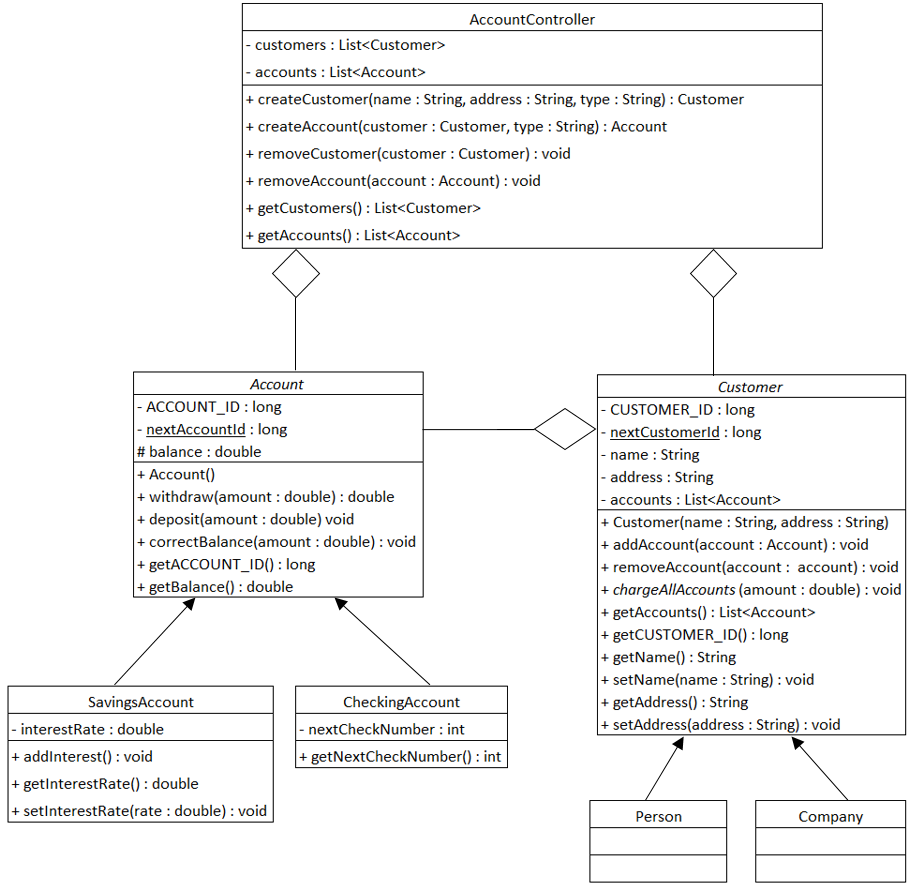 AccountController
- customers : List<Customer>
- accounts : List<Account>
+ createCustomer(name : String, address : String, type : String) : Customer
+ createAccount(customer : Customer, type : String) : Account
+ removeCustomer(customer : Customer) : void
+ removeAccount(account : Account) : void
+ getCustomers() : List<Customer>
+ getAccounts() : List<Account>
Account
- ACCOUNT_ID : long
- nextAccountId : long
# balance : double
+ Account()
+ withdraw(amount : double) : double
+ deposit(amount : double) void
+ correctBalance(amount : double) : void
+ getACCOUNT_ID() : long
+ getBalance() : double
Customer
- CUSTOMER_ID : long
- nextCustomerId : long
- name : String
- address : String
- accounts : List<Account>
+ Customer(name : String, address : String)
+ addAccount(account : Account) : void
+ removeAccount(account : account) : void
+ chargeAllAccounts (amount : double) : void
+ getAccounts() : List<Account>
+ getCUSTOMER_ID() : long
+ getName() : String
+ setName(name : String) : void
+ getAddress() : String
+ setAddress(address : String) : void
SavingsAccount
- interestRate : double
+ addInterest() : void
+ getInterestRate() : double
+ setInterestRate(rate : double) : void
CheckingAccount
- nextCheckNumber : int
+ getNextCheckNumber() : int
Person
Company